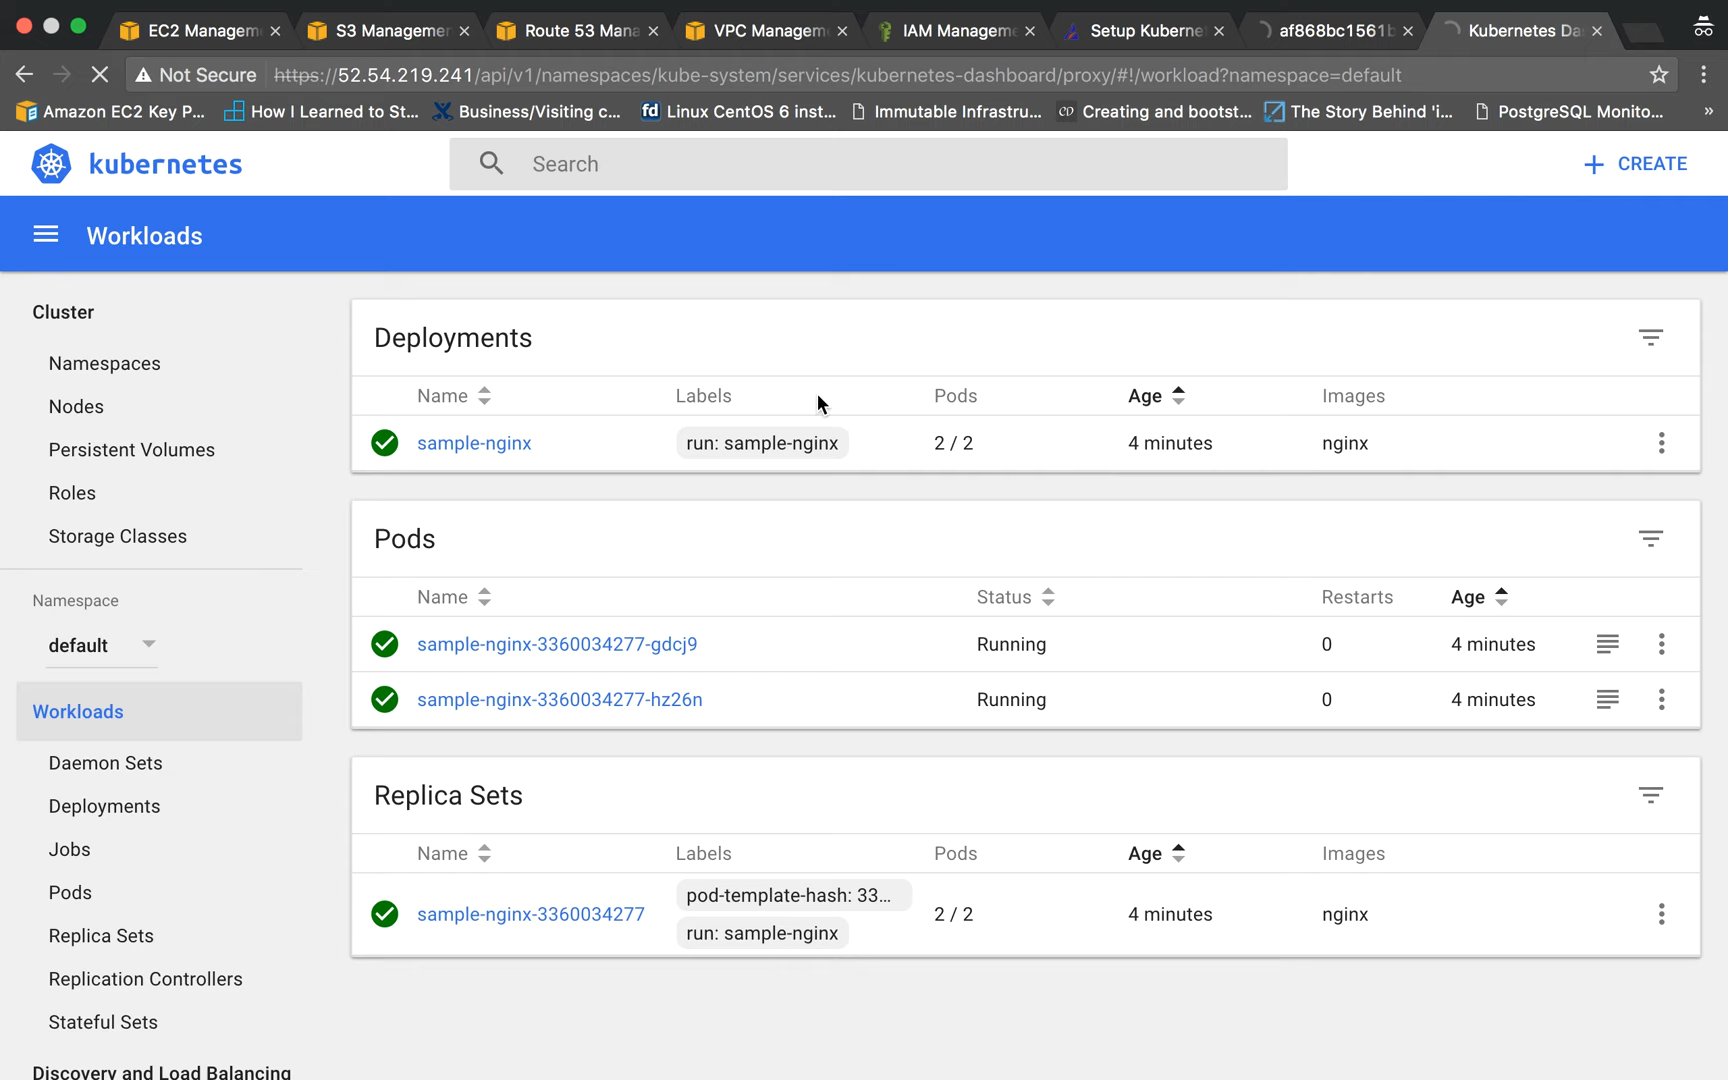 EC2 Managem
S3 Managemer
Route 53 Mana
VPC Managem
IAM Manageme
Setup Kuberne
af868bc1561b
Kubernetes Da
Not Secure
https://52.54.219.241/api/v1/namespaces/kube-system/services/kubernetes-dashboard/proxy/#!/workload?namespace=default
Amazon EC2 Key P...
How I Learned to St...
Business/Visiting c...
fd Linux CentOS 6 inst...
Immutable Infrastru...
cp Creating and bootst...
The Story Behind 'i...
PostgreSQL Monito...
»
kubernetes
Search
+ CREATE
Workloads
Cluster
Namespaces
Nodes
Persistent Volumes
Roles
Storage Classes
Namespace
default
Workloads
Daemon Sets
Deployments
Jobs
Pods
Replica Sets
Replication Controllers
Stateful Sets
Discovery and Load Balancing
Deployments
Name Labels Pods Age Images
sample-nginx run: sample-nginx 2 / 2 4 minutes nginx
Pods
Name Status Restarts Age
sample-nginx-3360034277-gdcj9 Running 0 4 minutes
sample-nginx-3360034277-hz26n Running 0 4 minutes
Replica Sets
Name Labels Pods Age Images
pod-template-hash: 33...
sample-nginx-3360034277 2 / 2 4 minutes nginx
run: sample-nginx